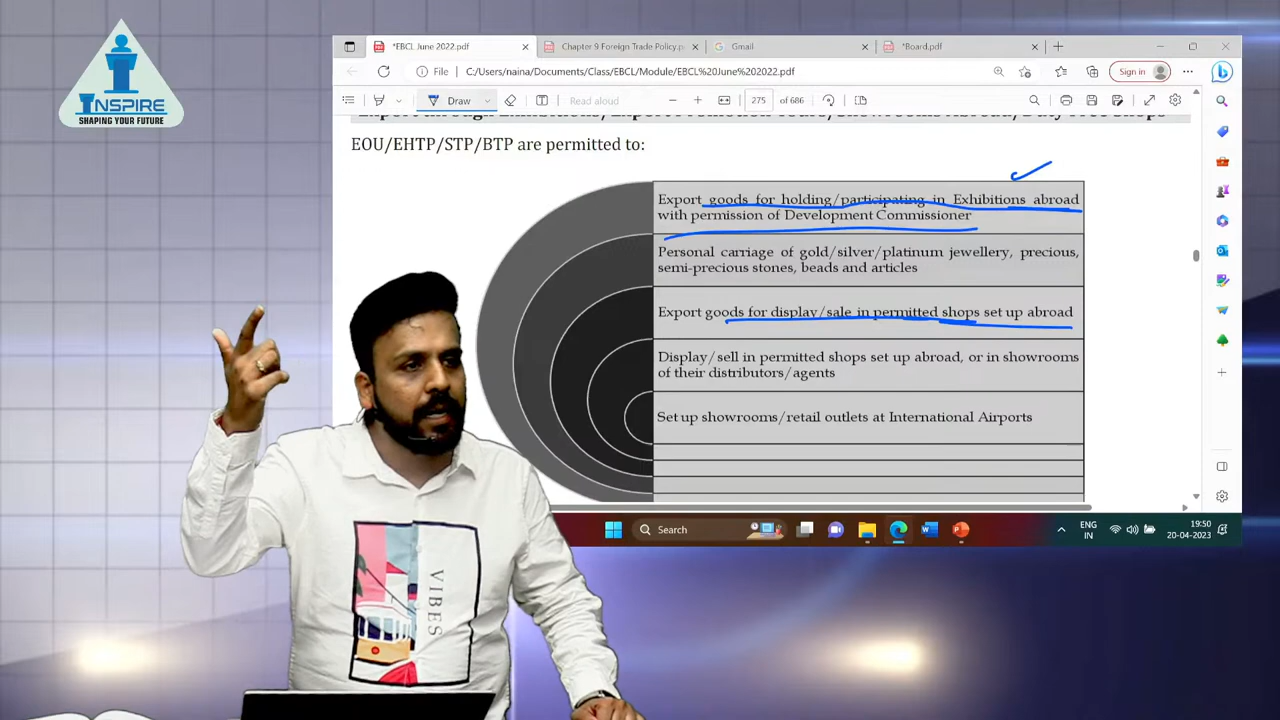 INSPIRE
SHAPING YOUR FUTURE
*EBCL June 2022.pdf
Chapter 9 Foreign Trade Policy.p
Gmail
*Board.pdf
File
C:/Users/naina/Documents/Class/EBCL/Module/EBCL%20June%202022.pdf
Sign in
Draw
Read aloud
275
of 686
EOU/EHTP/STP/BTP are permitted to:
Export goods for holding/participating in Exhibitions abroad
with permission of Development Commissioner
Personal carriage of gold/silver/platinum jewellery, precious,
semi-precious stones, beads and articles
Export goods for display/sale in permitted shops set up abroad
Display/sell in permitted shops set up abroad, or in showrooms
of their distributors/agents
Set up showrooms/retail outlets at International Airports
VIBES
Search
ENG
IN
19:50
20-04-2023